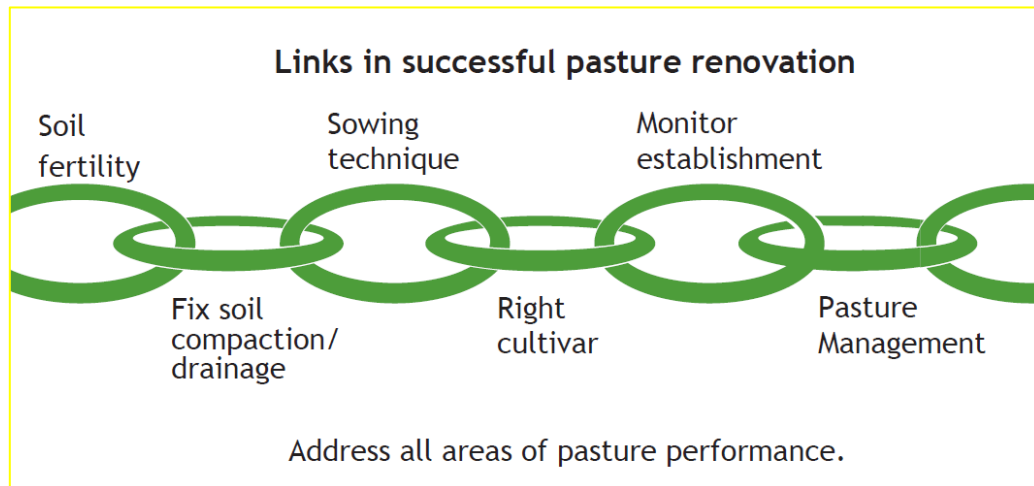 Links in successful pasture renovation
Soil
fertility
Sowing
technique
Monitor
establishment
Fix soil
compaction/
drainage
Right
cultivar
Pasture
Management
Address all areas of pasture performance.